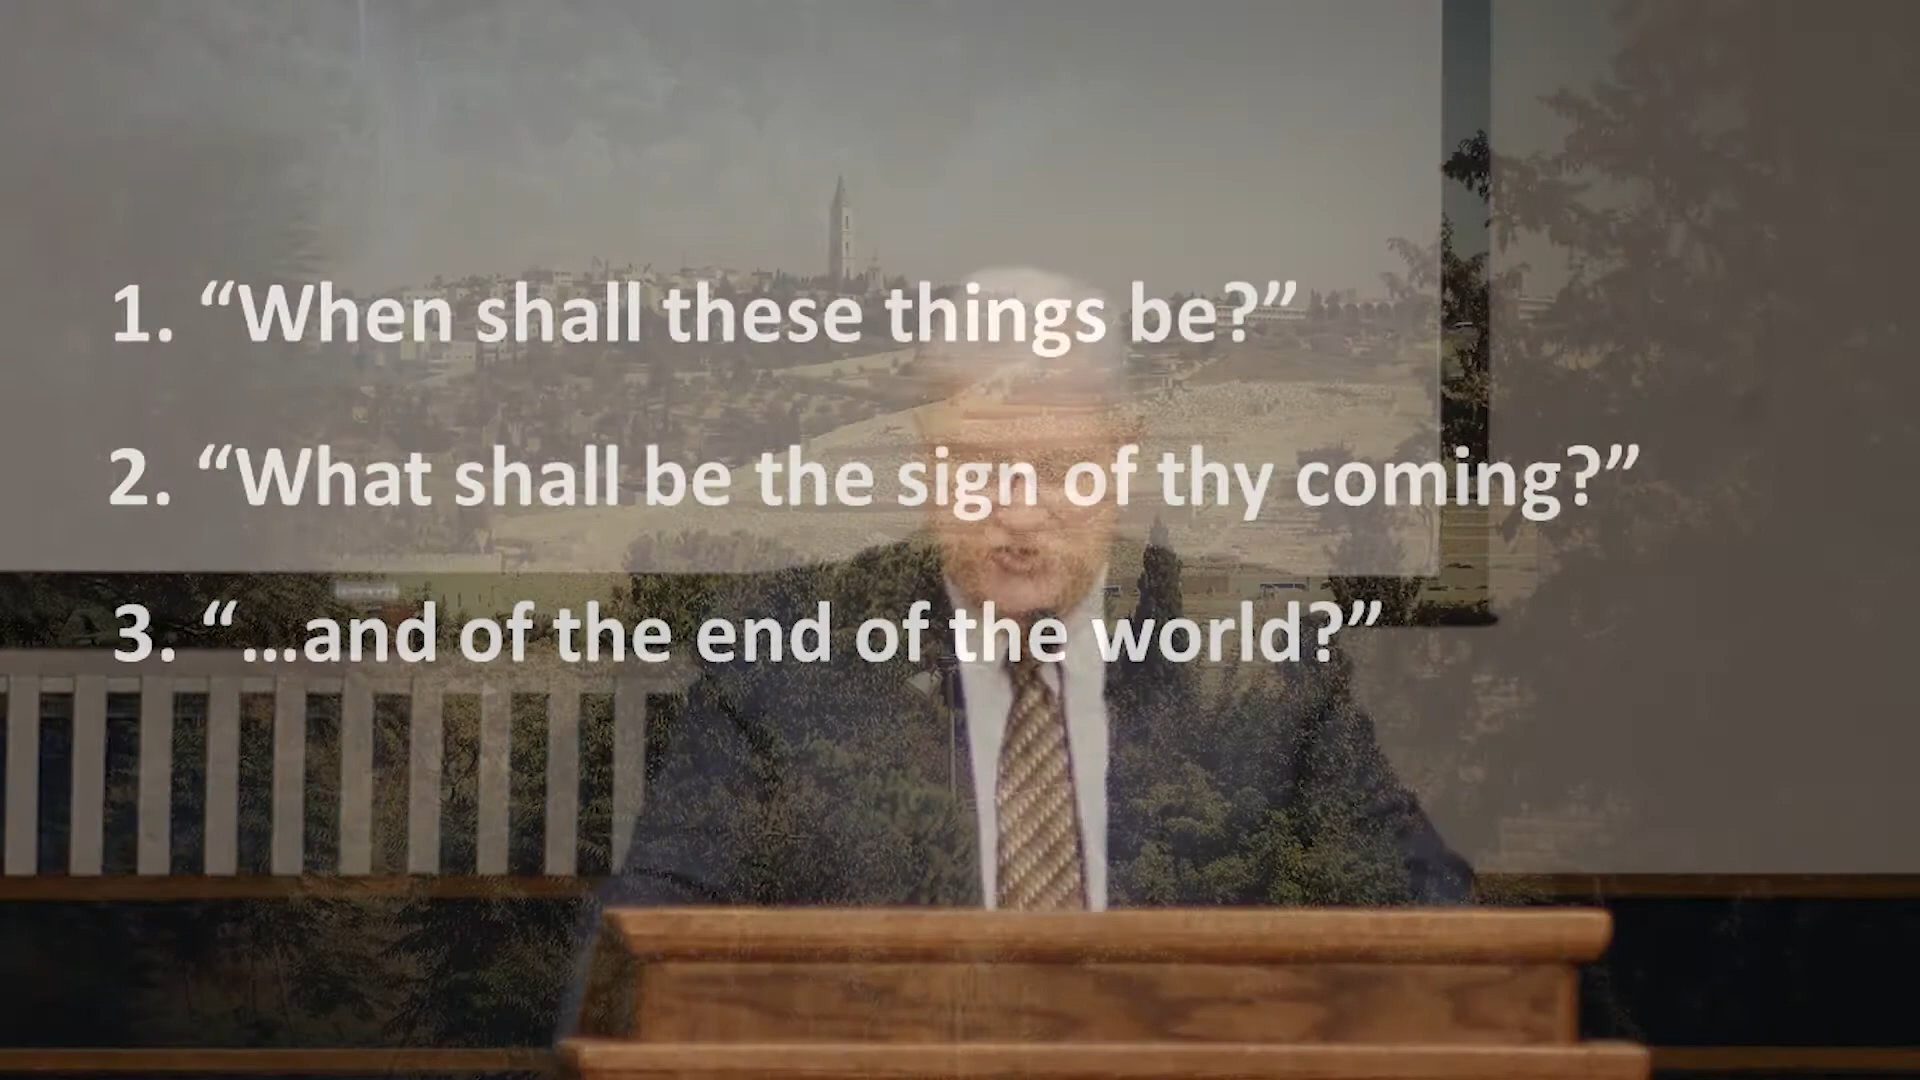 1. “When shall these things be?”
2. “What shall be the sign of thy coming?”
3. “...and of the end of the world?”